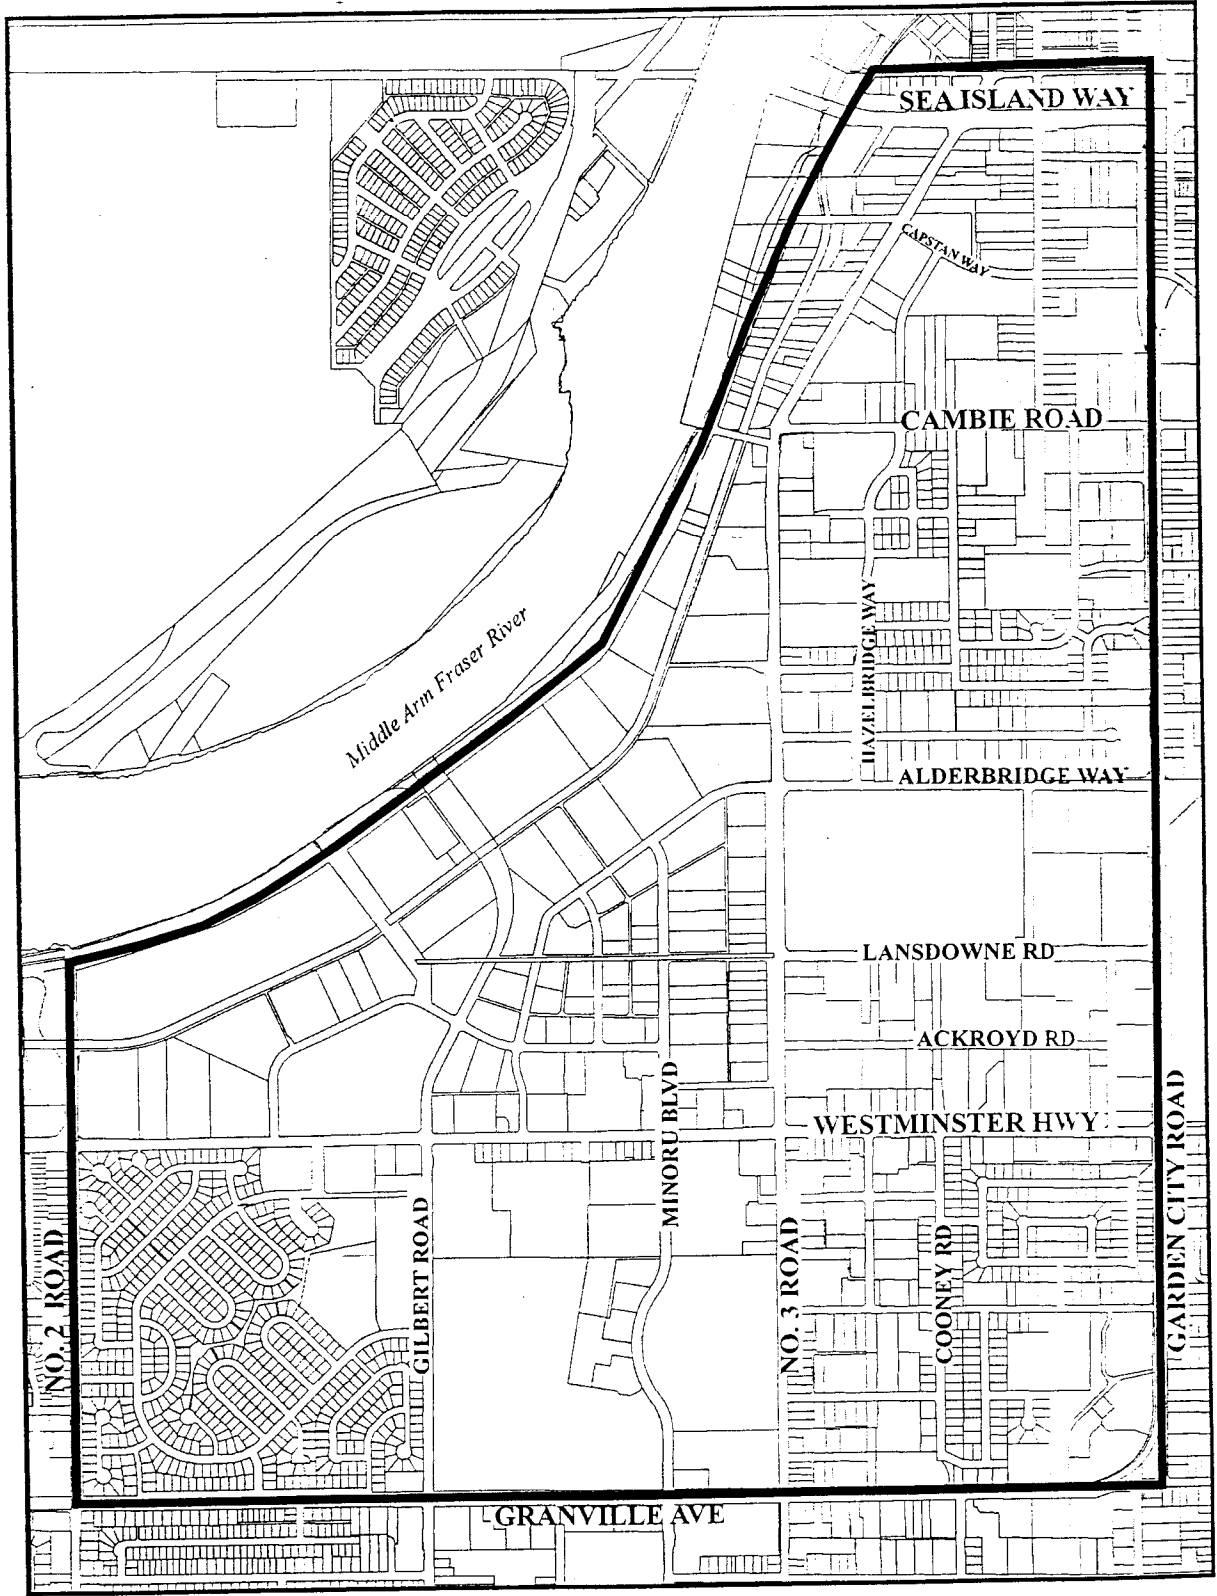 SEA ISLAND WAY
CAPSTAN WAY
CAMBIE ROAD
HAZELBRIDGE WAY
Middle Arm Fraser River
ALDERBRIDGE WAY
LANSDOWNE RD
ACKROYD RD
WESTMINSTER HWY
MINORU BLVD
NO. 2 ROAD
GILBERT ROAD
NO. 3 ROAD
COONEY RD
GARDEN CITY ROAD
GRANVILLE AVE